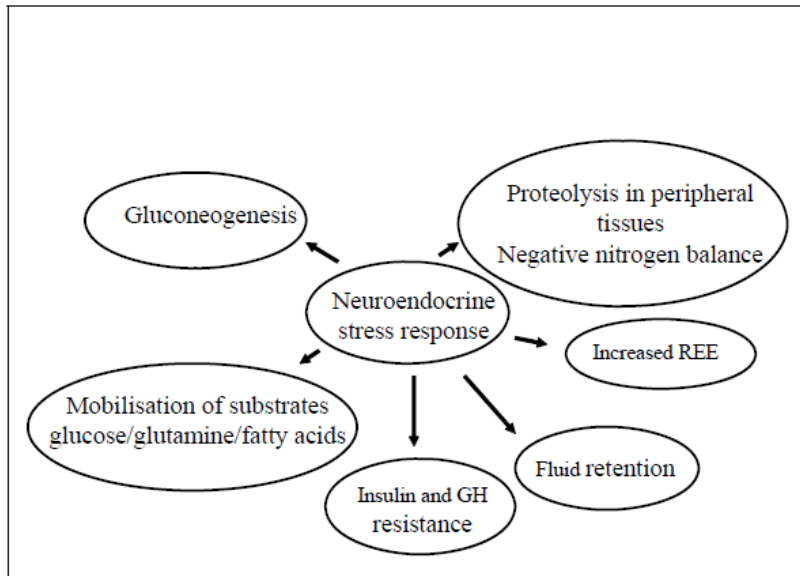 Gluconeogenesis
Proteolysis in peripheral
tissues
Negative nitrogen balance
Neuroendocrine
stress response
Increased REE
Mobilisation of substrates
glucose/glutamine/fatty acids
Insulin and GH
resistance
Fluid retention